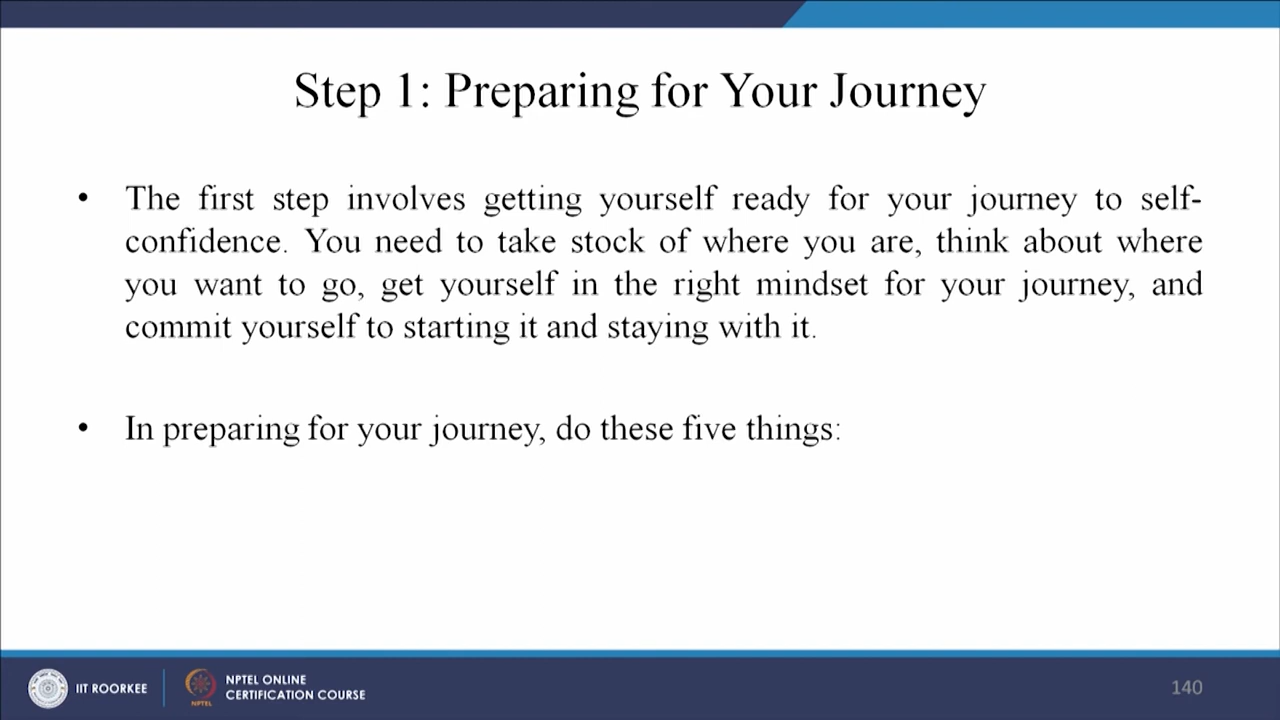 Step 1: Preparing for Your Journey
• The first step involves getting yourself ready for your journey to self-
confidence. You need to take stock of where you are, think about where
you want to go, get yourself in the right mindset for your journey, and
commit yourself to starting it and staying with it.
• In preparing for your journey, do these five things:
IIT ROORKEE
NPTEL
NPTEL ONLINE
CERTIFICATION COURSE
140